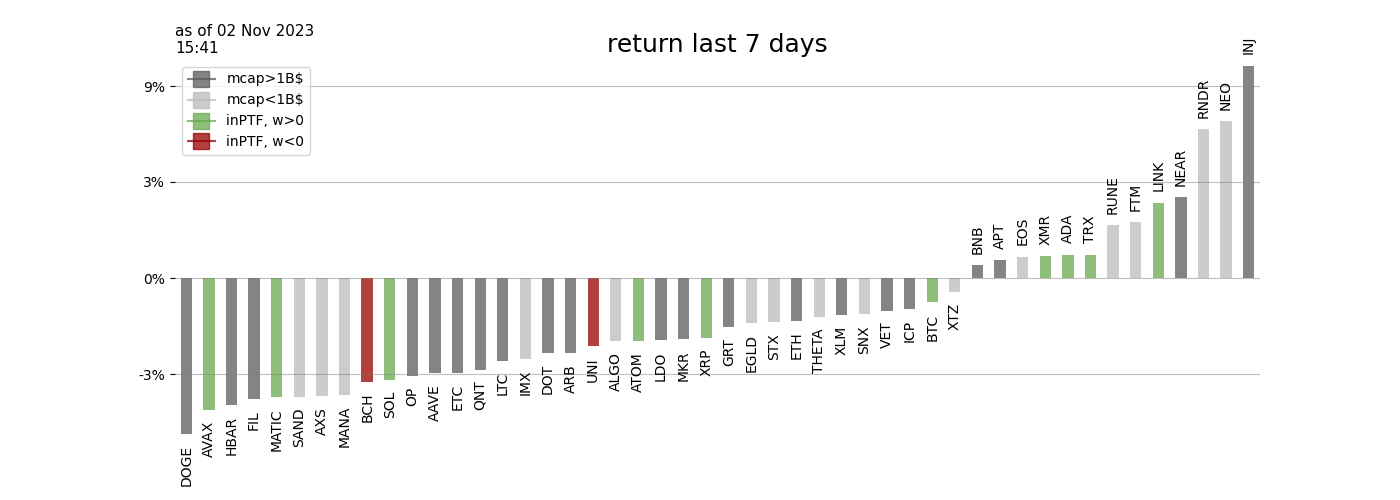 as of 02 Nov 2023
15:41
return last 7 days
mcap>1B$
mcap<1B$
inPTF, w>0
inPTF, w<0
9%
3%
0%
-3%
DOGE
AVAX
HBAR
FIL
MATIC
SAND
AXS
MANA
BCH
SOL
OP
AAVE
ETC
QNT
LTC
IMX
DOT
ARB
UNI
ALGO
ATOM
LDO
MKR
XRP
GRT
EGLD
STX
ETH
THETA
XLM
SNX
VET
ICP
BTC
XTZ
BNB
APT
EOS
XMR
ADA
TRX
RUNE
FTM
LINK
NEAR
RNDR
NEO
INJ